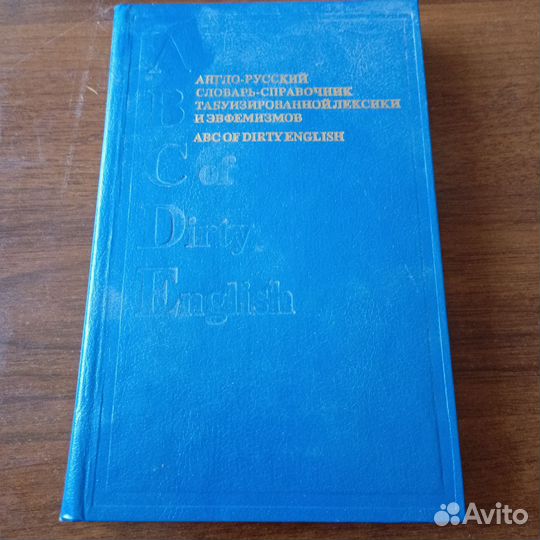 АНГЛО-РУССКИЙ
СЛОВАРЬ-СПРАВОЧНИК
ТАБУИЗИРОВАННОЙ ЛЕКСИКИ
И ЭВФЕМИЗМОВ
ABC OF DIRTY ENGLISH
A
B
C of
Dirty
English
Avito